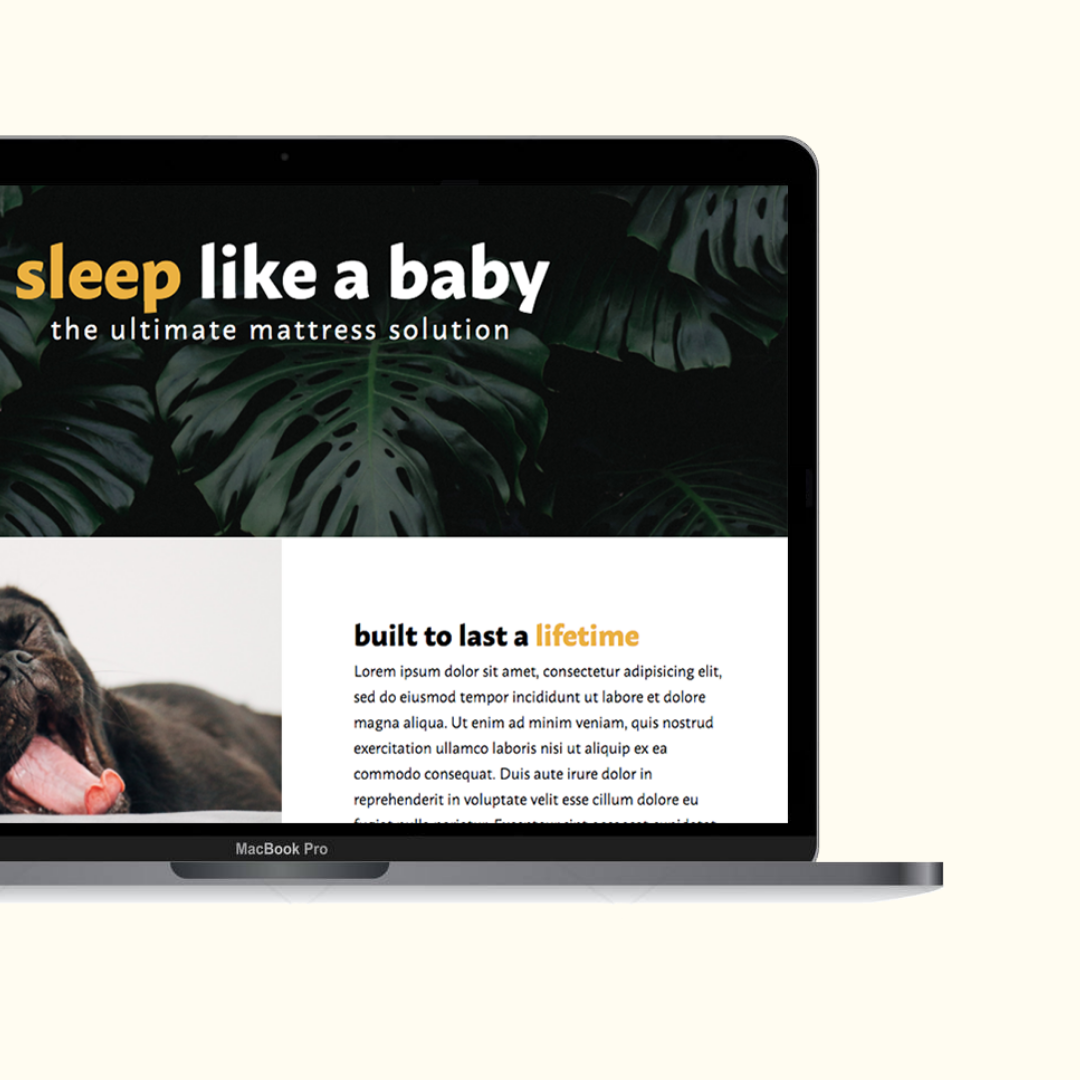 sleep like a baby
the ultimate mattress solution
built to last a lifetime
Lorem ipsum dolor sit amet, consectetur adipisicing elit,
sed do eiusmod tempor incididunt ut labore et dolore
magna aliqua. Ut enim ad minim veniam, quis nostrud
exercitation ullamco laboris nisi ut aliquip ex ea
commodo consequat. Duis aute irure dolor in
reprehenderit in voluptate velit esse cillum dolore eu
MacBook Pro